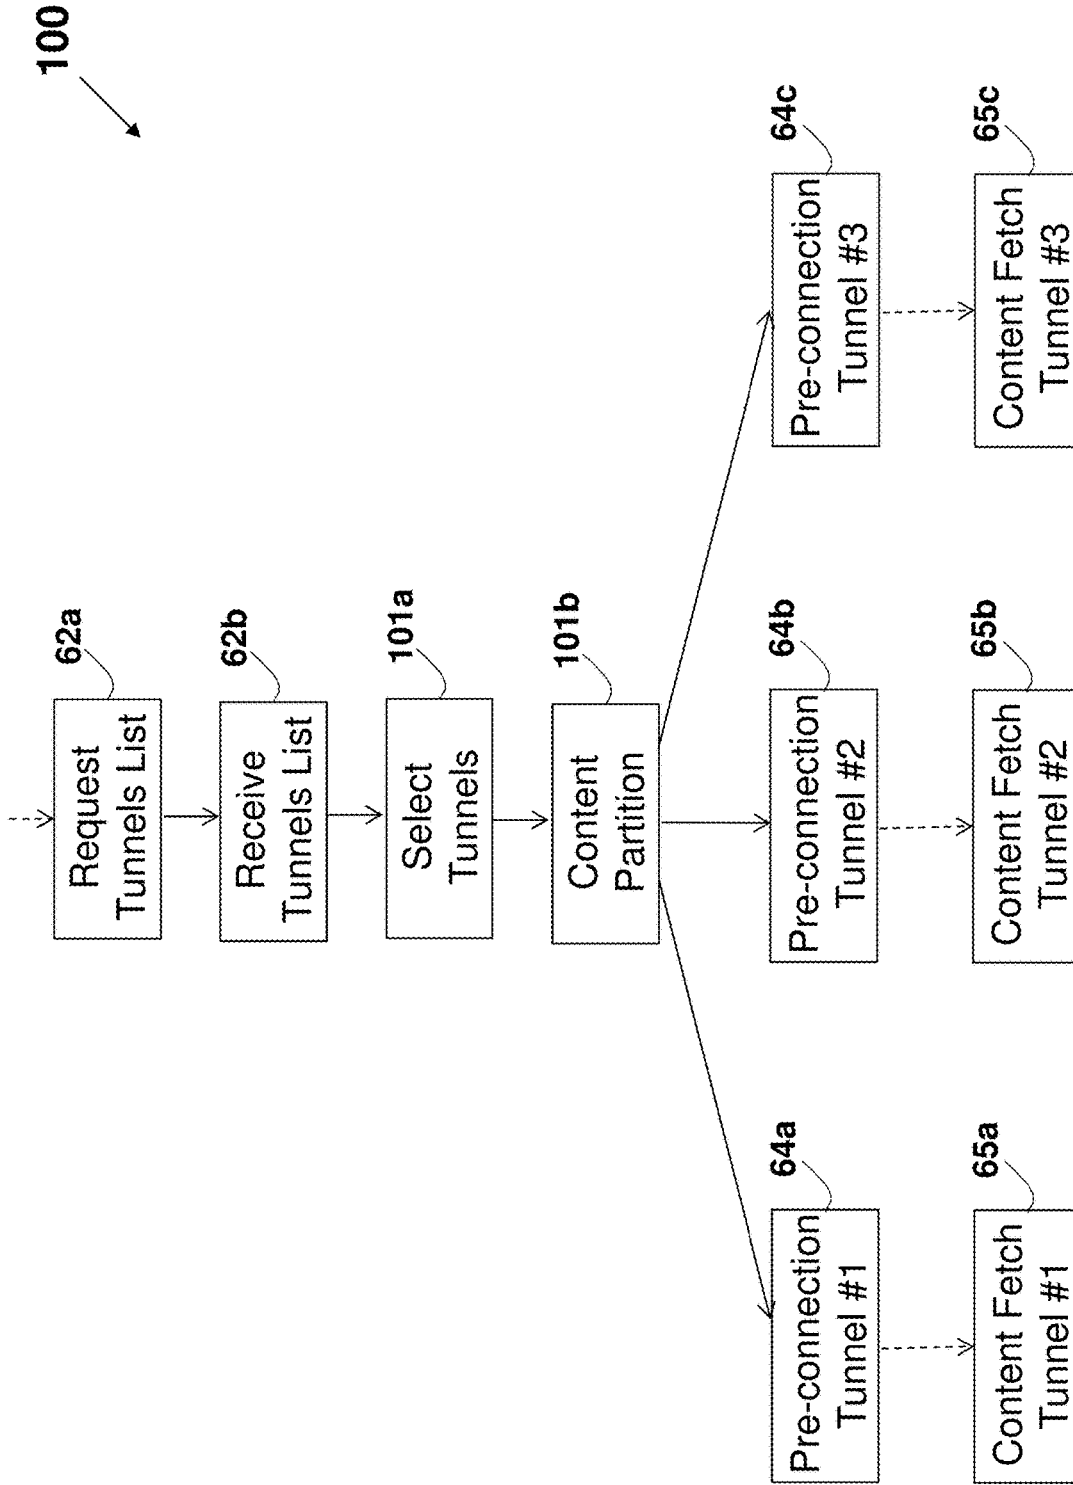 100
62a
Request
Tunnels List
62b
Receive
Tunnels List
101a
Select
Tunnels
101b
Content
Partition
64a
Pre-connection
Tunnel #1
64b
Pre-connection
Tunnel #2
64c
Pre-connection
Tunnel #3
65a
Content Fetch
Tunnel #1
65b
Content Fetch
Tunnel #2
65c
Content Fetch
Tunnel #3